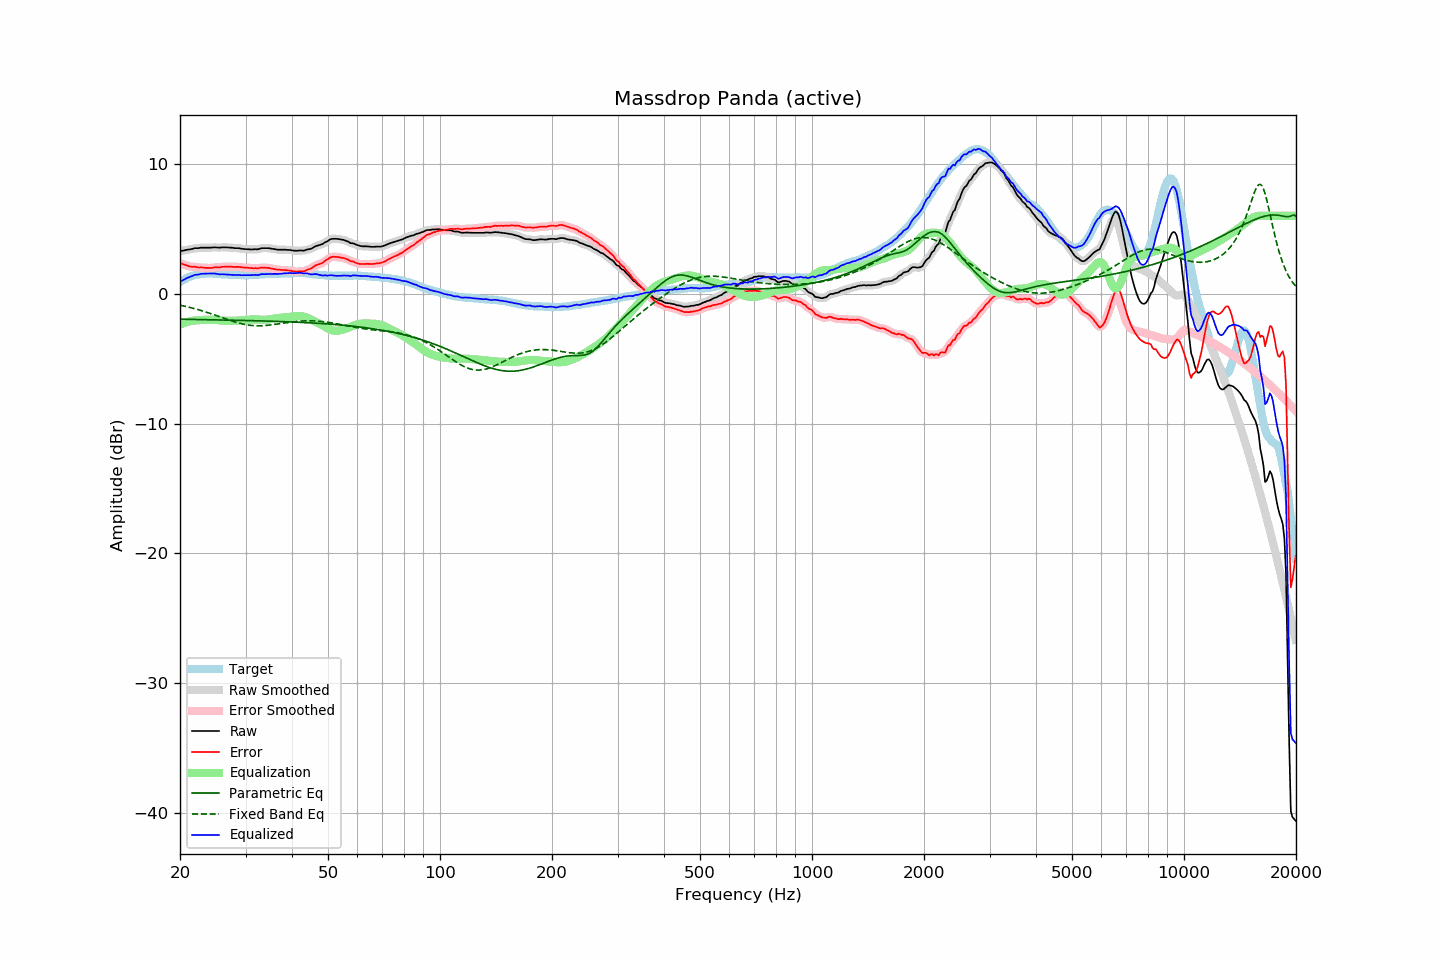 Massdrop Panda (active)
10
0
−10
−20
−30
−40
Amplitude (dBr)
Target
Raw Smoothed
Error Smoothed
Raw
Error
Equalization
Parametric Eq
Fixed Band Eq
Equalized
20 50 100 200 500 1000 2000 5000 10000 20000
Frequency (Hz)